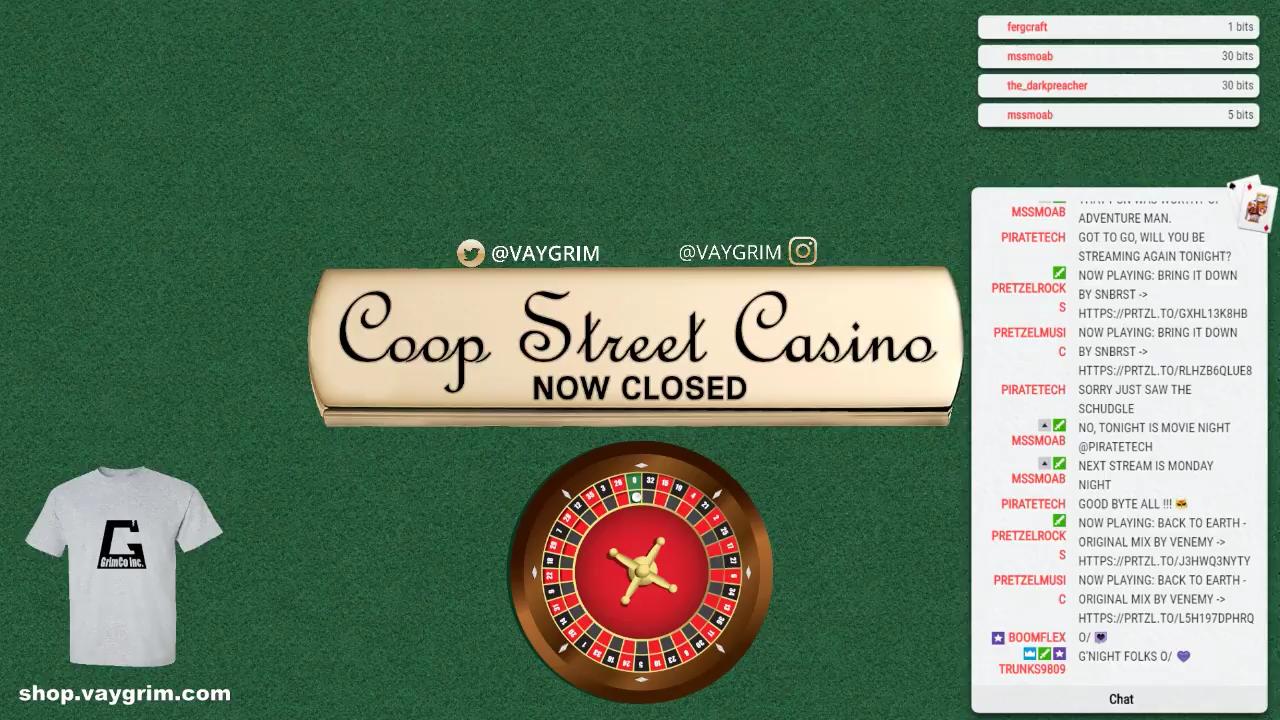 fergcraft 1 bits
mssmoab 30 bits
the_darkpreacher 30 bits
mssmoab 5 bits
@VAYGRIM
@VAYGRIM
Coop Street Casino
NOW CLOSED
G
GrimCo Inc.
shop.vaygrim.com
MSSMOAB
ADVENTURE MAN.
PIRATETECH GOT TO GO, WILL YOU BE
STREAMING AGAIN TONIGHT?
NOW PLAYING: BRING IT DOWN
PRETZELROCK BY SNBRST ->
S HTTPS://PRTZL.TO/GXHL13K8HB
PRETZELMUSI NOW PLAYING: BRING IT DOWN
C BY SNBRST ->
HTTPS://PRTZL.TO/RLHZB6QLUE8
PIRATETECH SORRY JUST SAW THE
SCHUDGLE
NO, TONIGHT IS MOVIE NIGHT
MSSMOAB @PIRATETECH
NEXT STREAM IS MONDAY
MSSMOAB NIGHT
PIRATETECH GOOD BYTE ALL !!!
NOW PLAYING: BACK TO EARTH -
PRETZELROCK ORIGINAL MIX BY VENEMY ->
S HTTPS://PRTZL.TO/J3HWQ3NYTY
PRETZELMUSI NOW PLAYING: BACK TO EARTH -
C ORIGINAL MIX BY VENEMY ->
HTTPS://PRTZL.TO/L5H197DPHRQ
BOOMFLEX O/
G'NIGHT FOLKS O/
TRUNKS9809
Chat